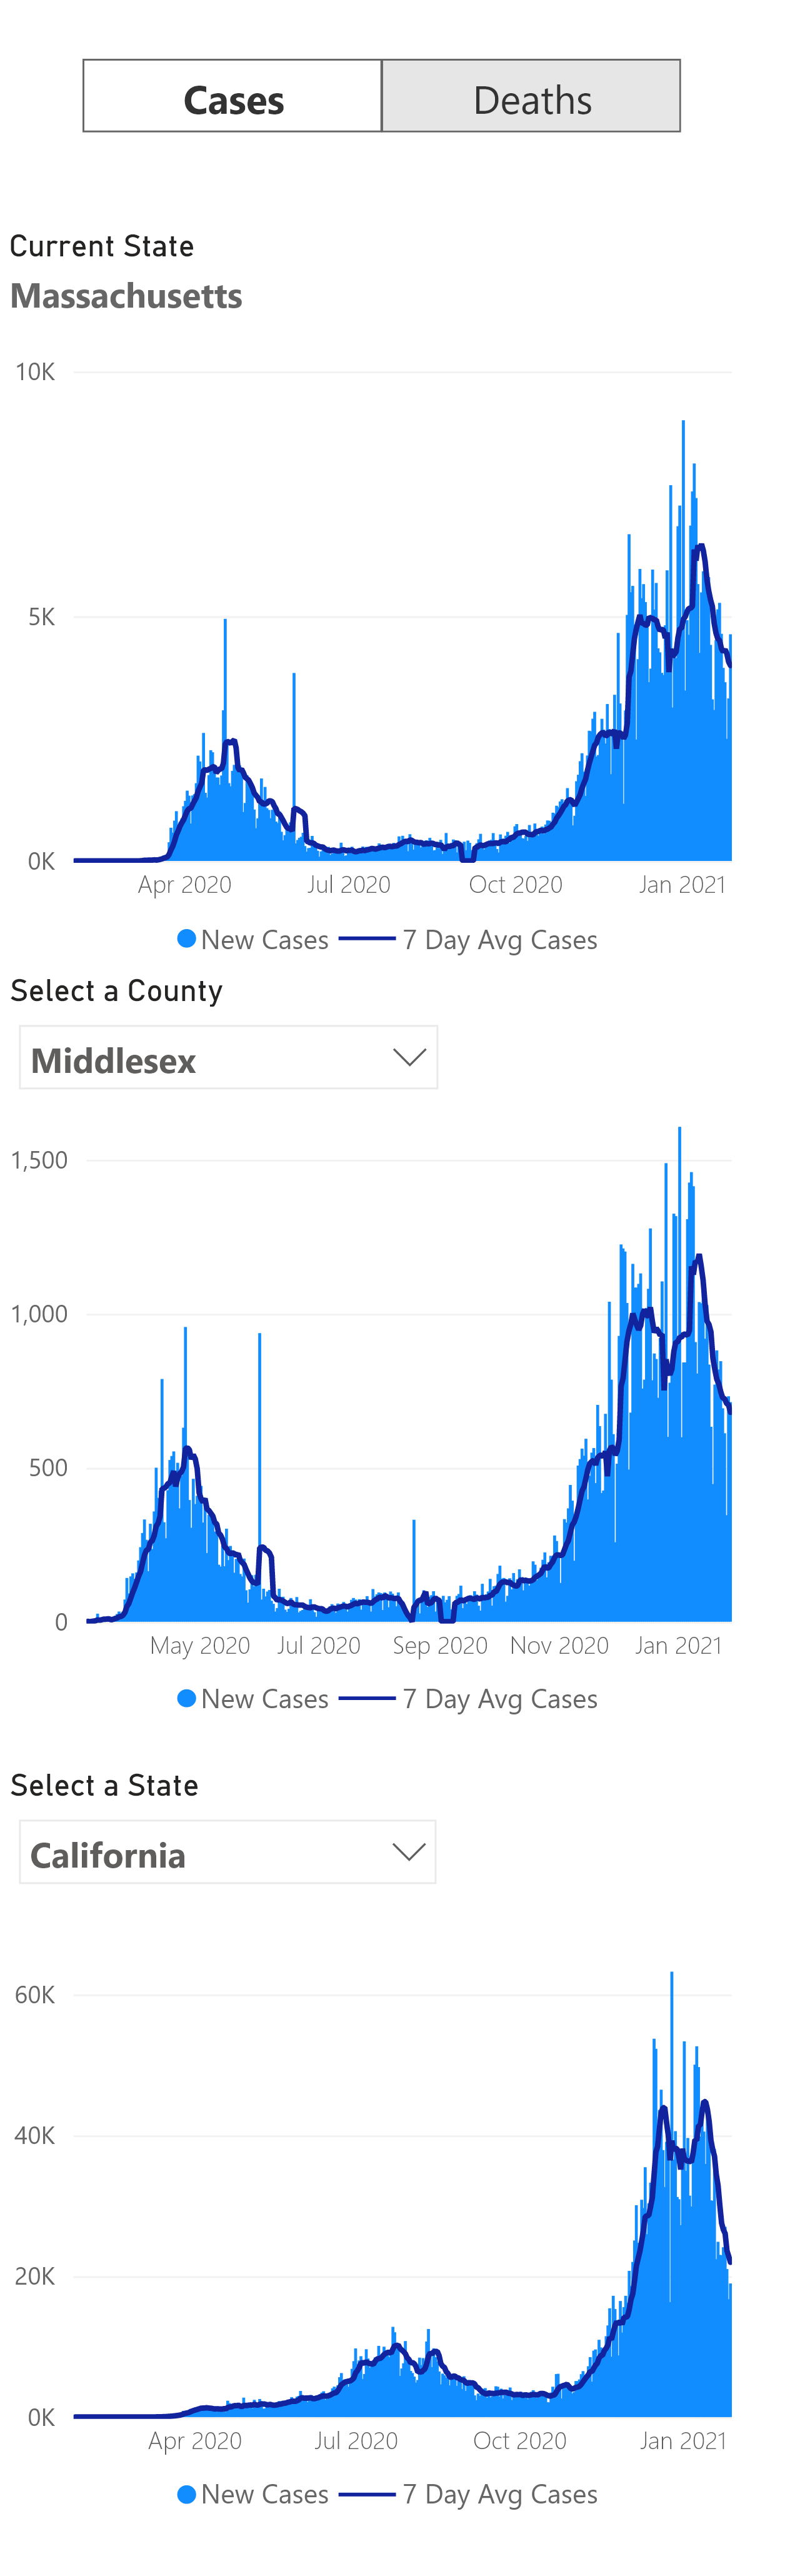 Cases Deaths
Current State
Massachusetts
10K
5K
0K
Apr 2020 Jul 2020 Oct 2020 Jan 2021
New Cases 7 Day Avg Cases
Select a County
Middlesex
1,500
1,000
500
0
May 2020 Jul 2020 Sep 2020 Nov 2020 Jan 2021
New Cases 7 Day Avg Cases
Select a State
California
60K
40K
20K
0K
Apr 2020 Jul 2020 Oct 2020 Jan 2021
New Cases 7 Day Avg Cases